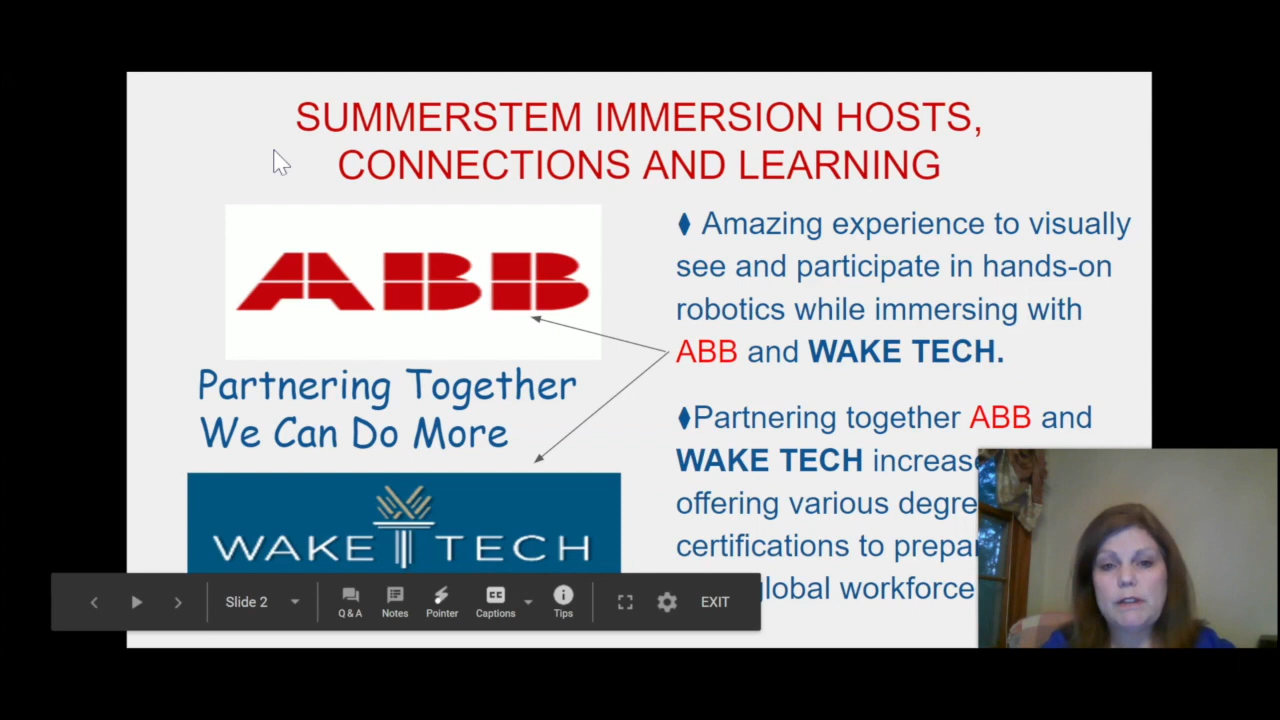 SUMMERSTEM IMMERSION HOSTS,
CONNECTIONS AND LEARNING
ABB
Partnering Together
We Can Do More
WAKE TECH
♦ Amazing experience to visually
see and participate in hands-on
robotics while immersing with
ABB and WAKE TECH.
♦Partnering together ABB and
WAKE TECH
offering various
certifications to
global workforce
Slide 2
Q & A
Notes
Pointer
CC
Captions
Tips
EXIT